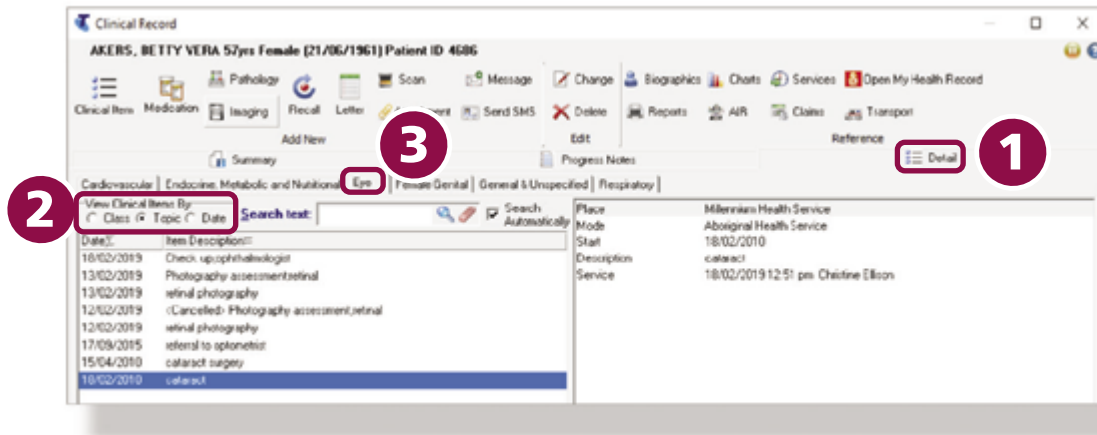 Clinical Record
AKERS, BETTY VERA 57yrs Female (21/06/1961) Patient ID 4686
Pathology Scan Message Change Biographics Charts Services Open My Health Record
Clinical Item Medication Imaging Recall Letter Send SMS Delete Reports AIR Claims Transport
Add New Edit Reference
3
1
Summary Progress Notes Detail
Cardiovascular Endocrine, Metabolic and Nutritional Eye Female Genital General & Unspecified Respiratory
2
View Clinical Items By:
Class Topic Date Search text: Search Automatically
Date Item Description
18/02/2019 Check up;ophthalmologist
13/02/2019 Photography assessment;retinal
13/02/2019 retinal photography
12/02/2019 <Cancelled> Photography assessment;retinal
12/02/2019 retinal photography
17/09/2015 referral to optometrist
15/04/2010 cataract surgery
18/02/2010 cataract
Place Millennium Health Service
Mode Aboriginal Health Service
Start 18/02/2010
Description cataract
Service 18/02/2019 12:51 pm Christine Ellison